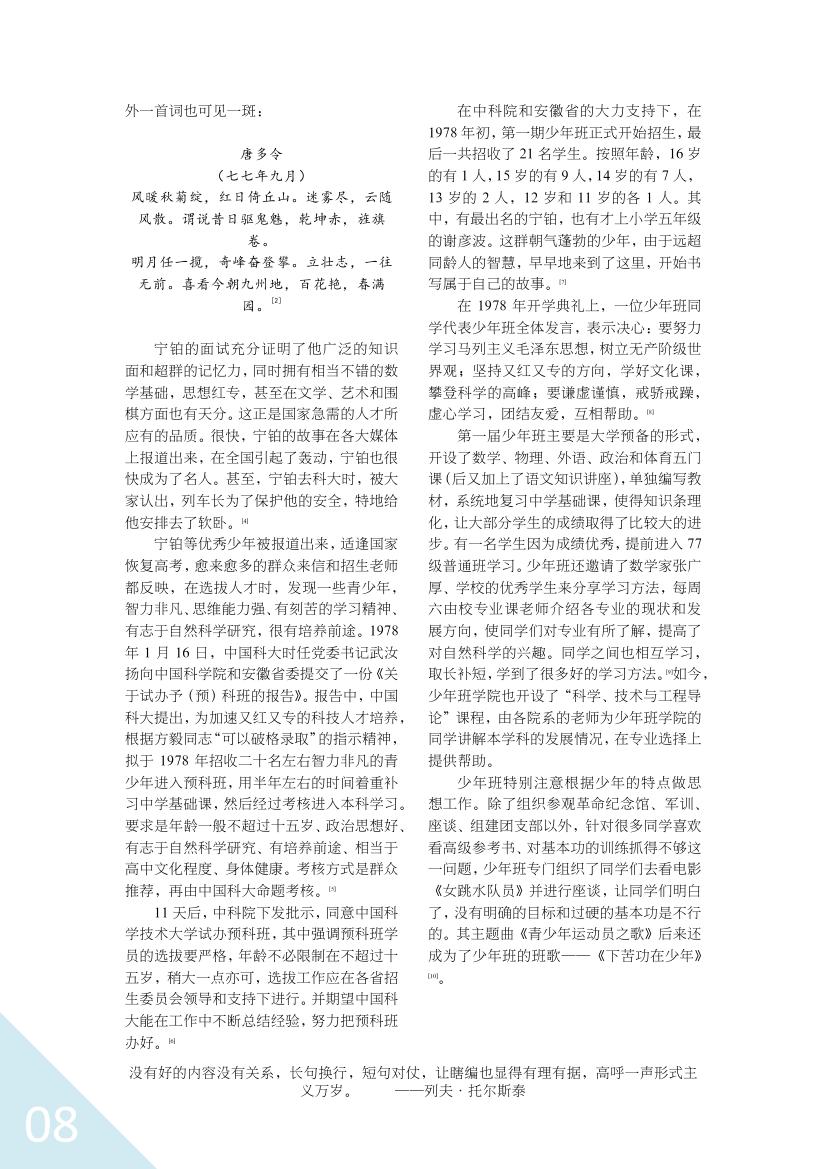 外一首词也可见一斑：
唐多令
（七七年九月）
风暖秋菊绽，红日倚丘山。迷雾尽，云随
风散。谓说昔日驱鬼魅，乾坤赤，旌旗
卷。
明月任一揽，奇峰奋登攀。立壮志，一往
无前。喜看今朝九州地，百花艳，春满
园。[2]
宁铂的面试充分证明了他广泛的知识
面和超群的记忆力，同时拥有相当不错的数
学基础，思想红专，甚至在文学、艺术和围
棋方面也有天分。这正是国家急需的人才所
应有的品质。很快，宁铂的故事在各大媒体
上报道出来，在全国引起了轰动，宁铂也很
快成为了名人。甚至，宁铂去科大时，被大
家认出，列车长为了保护他的安全，特地给
他安排去了软卧。[4]
宁铂等优秀少年被报道出来，适逢国家
恢复高考，愈来愈多的群众来信和招生老师
都反映，在选拔人才时，发现一些青少年，
智力非凡、思维能力强、有刻苦的学习精神、
有志于自然科学研究，很有培养前途。1978
年 1 月 16 日，中国科大时任党委书记武汝
扬向中国科学院和安徽省委提交了一份《关
于试办予（预）科班的报告》。报告中，中国
科大提出，为加速又红又专的科技人才培养，
根据方毅同志“可以破格录取”的指示精神，
拟于 1978 年招收二十名左右智力非凡的青
少年进入预科班，用半年左右的时间着重补
习中学基础课，然后经过考核进入本科学习。
要求是年龄一般不超过十五岁、政治思想好、
有志于自然科学研究、有培养前途、相当于
高中文化程度、身体健康。考核方式是群众
推荐，再由中国科大命题考核。[5]
11 天后，中科院下发批示，同意中国科
学技术大学试办预科班，其中强调预科班学
员的选拔要严格，年龄不必限制在不超过十
五岁，稍大一点亦可，选拔工作应在各省招
生委员会领导和支持下进行。并期望中国科
大能在工作中不断总结经验，努力把预科班
办好。[6]
在中科院和安徽省的大力支持下，在
1978 年初，第一期少年班正式开始招生，最
后一共招收了 21 名学生。按照年龄，16 岁
的有 1 人，15 岁的有 9 人，14 岁的有 7 人，
13 岁的 2 人，12 岁和 11 岁的各 1 人。其
中，有最出名的宁铂，也有才上小学五年级
的谢彦波。这群朝气蓬勃的少年，由于远超
同龄人的智慧，早早地来到了这里，开始书
写属于自己的故事。[7]
在 1978 年开学典礼上，一位少年班同
学代表少年班全体发言，表示决心：要努力
学习马列主义毛泽东思想，树立无产阶级世
界观；坚持又红又专的方向，学好文化课，
攀登科学的高峰；要谦虚谨慎，戒骄戒躁，
虚心学习，团结友爱，互相帮助。[8]
第一届少年班主要是大学预备的形式，
开设了数学、物理、外语、政治和体育五门
课（后又加上了语文知识讲座），单独编写教
材，系统地复习中学基础课，使得知识条理
化，让大部分学生的成绩取得了比较大的进
步。有一名学生因为成绩优秀，提前进入 77
级普通班学习。少年班还邀请了数学家张广
厚、学校的优秀学生来分享学习方法，每周
六由校专业课老师介绍各专业的现状和发
展方向，使同学们对专业有所了解，提高了
对自然科学的兴趣。同学之间也相互学习，
取长补短，学到了很多好的学习方法。[9]如今，
少年班学院也开设了“科学、技术与工程导
论”课程，由各院系的老师为少年班学院的
同学讲解本学科的发展情况，在专业选择上
提供帮助。
少年班特别注意根据少年的特点做思
想工作。除了组织参观革命纪念馆、军训、
座谈、组建团支部以外，针对很多同学喜欢
看高级参考书、对基本功的训练抓得不够这
一问题，少年班专门组织了同学们去看电影
《女跳水队员》并进行座谈，让同学们明白
了，没有明确的目标和过硬的基本功是不行
的。其主题曲《青少年运动员之歌》后来还
成为了少年班的班歌——《下苦功在少年》
[10]。
没有好的内容没有关系，长句换行，短句对仗，让瞎编也显得有理有据，高呼一声形式主
义万岁。 ——列夫·托尔斯泰
08